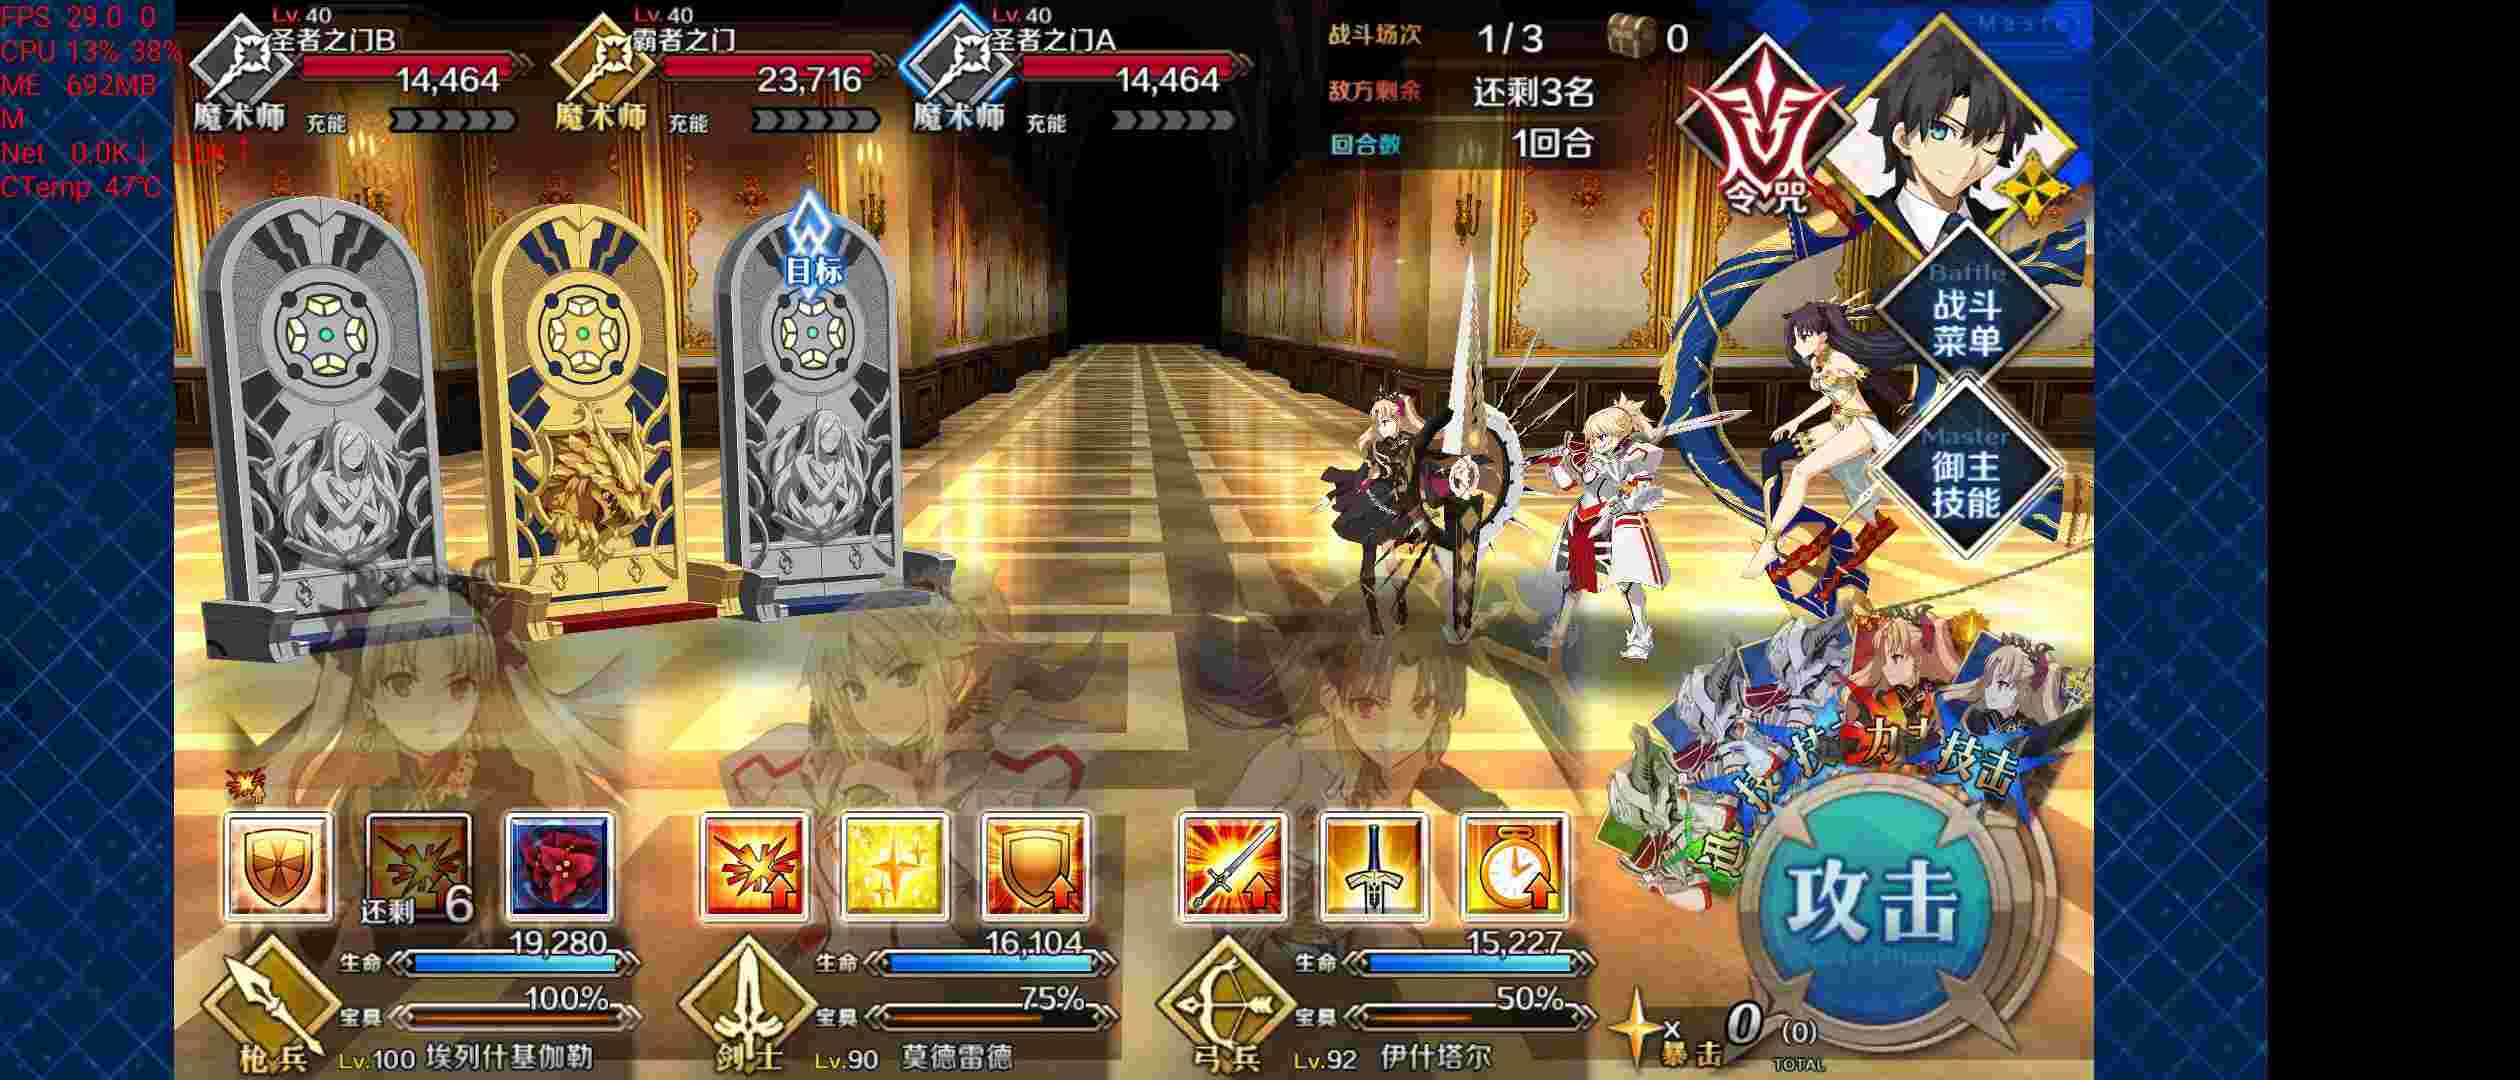 FPS 29.0 0
CPU 13% 38%
ME 692MB
M
Net 0.0K↓
CTemp 47℃
Lv.40
圣者之门B
14,464
魔术师
充能
Lv.40
霸者之门
23,716
魔术师
充能
Lv.40
圣者之门A
14,464
魔术师
充能
战斗场次 1/3
0
敌方剩余 还剩3名
回合数 1回合
令咒
Master
Battle
战斗
菜单
Master
御主
技能
目标
技击
攻击
还剩 6
生命 19,280
宝具 100%
枪兵 Lv.100 埃列什基伽勒
生命 16,104
宝具 75%
剑士 Lv.90 莫德雷德
生命 15,227
宝具 50%
弓兵 Lv.92 伊什塔尔
x 0 (0)
暴击 TOTAL